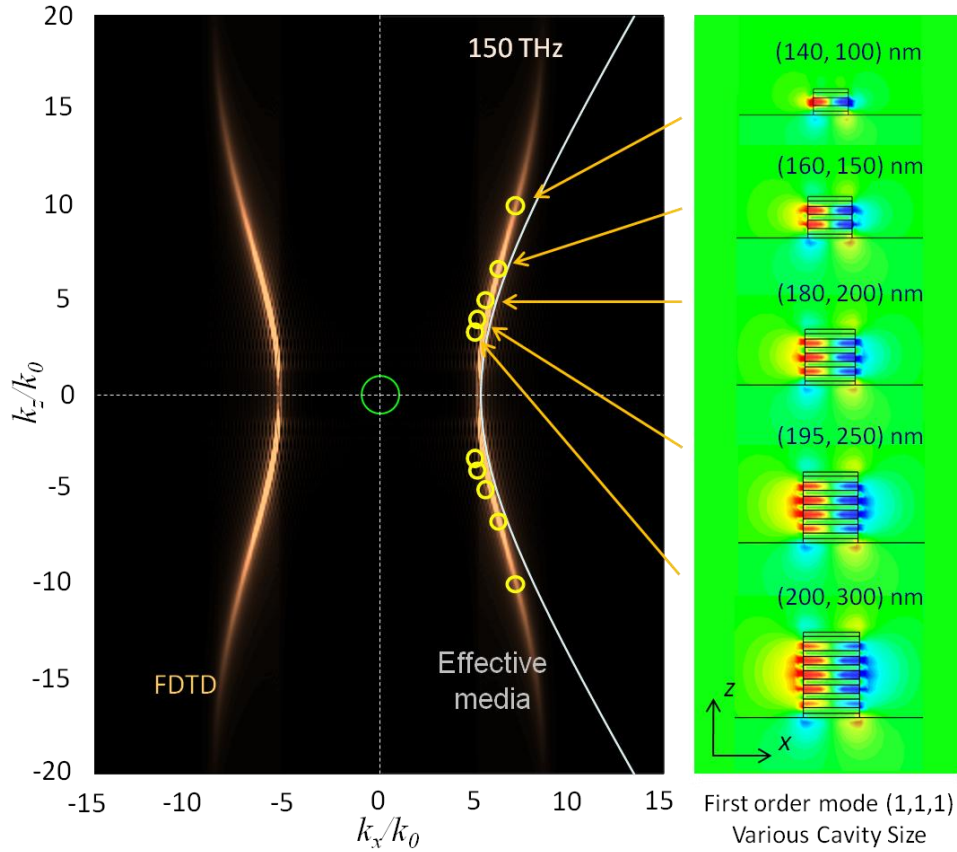 20
15
10
5
0
-5
-10
-15
-20
k_z/k_0
150 THz
FDTD
Effective
media
-15
-10
-5
0
5
10
15
k_x/k_0
(140, 100) nm
(160, 150) nm
(180, 200) nm
(195, 250) nm
(200, 300) nm
z
x
First order mode (1,1,1)
Various Cavity Size